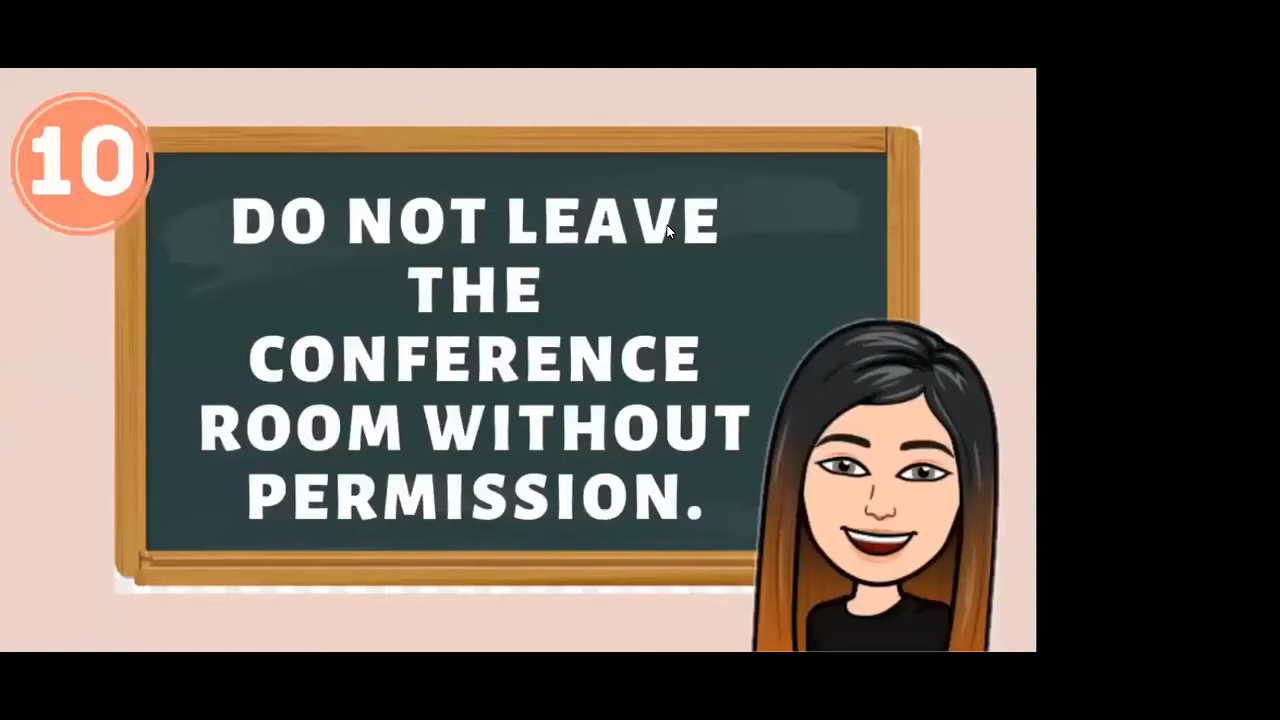 10
DO NOT LEAVE
THE
CONFERENCE
ROOM WITHOUT
PERMISSION.